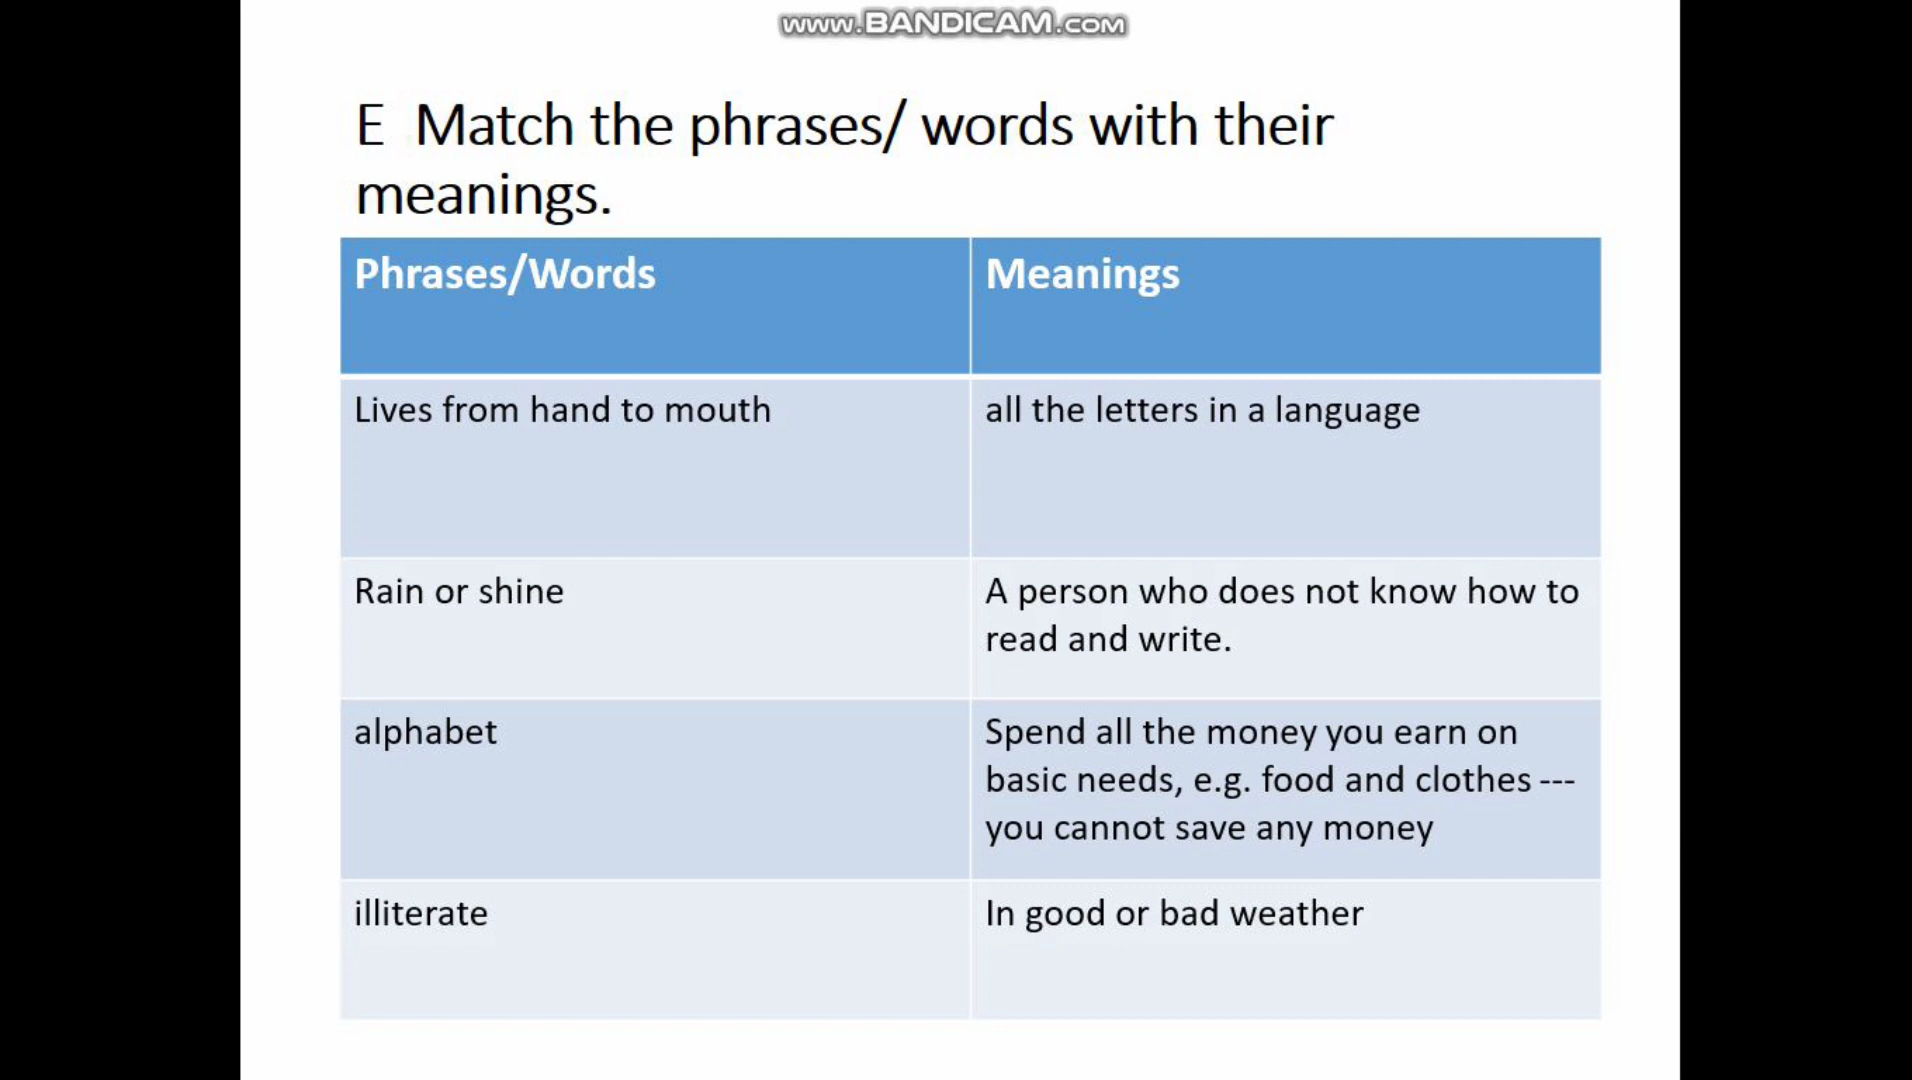 www.BANDICAM.com
E Match the phrases/ words with their
meanings.
Phrases/Words
Meanings
Lives from hand to mouth
all the letters in a language
Rain or shine
A person who does not know how to
read and write.
alphabet
Spend all the money you earn on
basic needs, e.g. food and clothes ---
you cannot save any money
illiterate
In good or bad weather